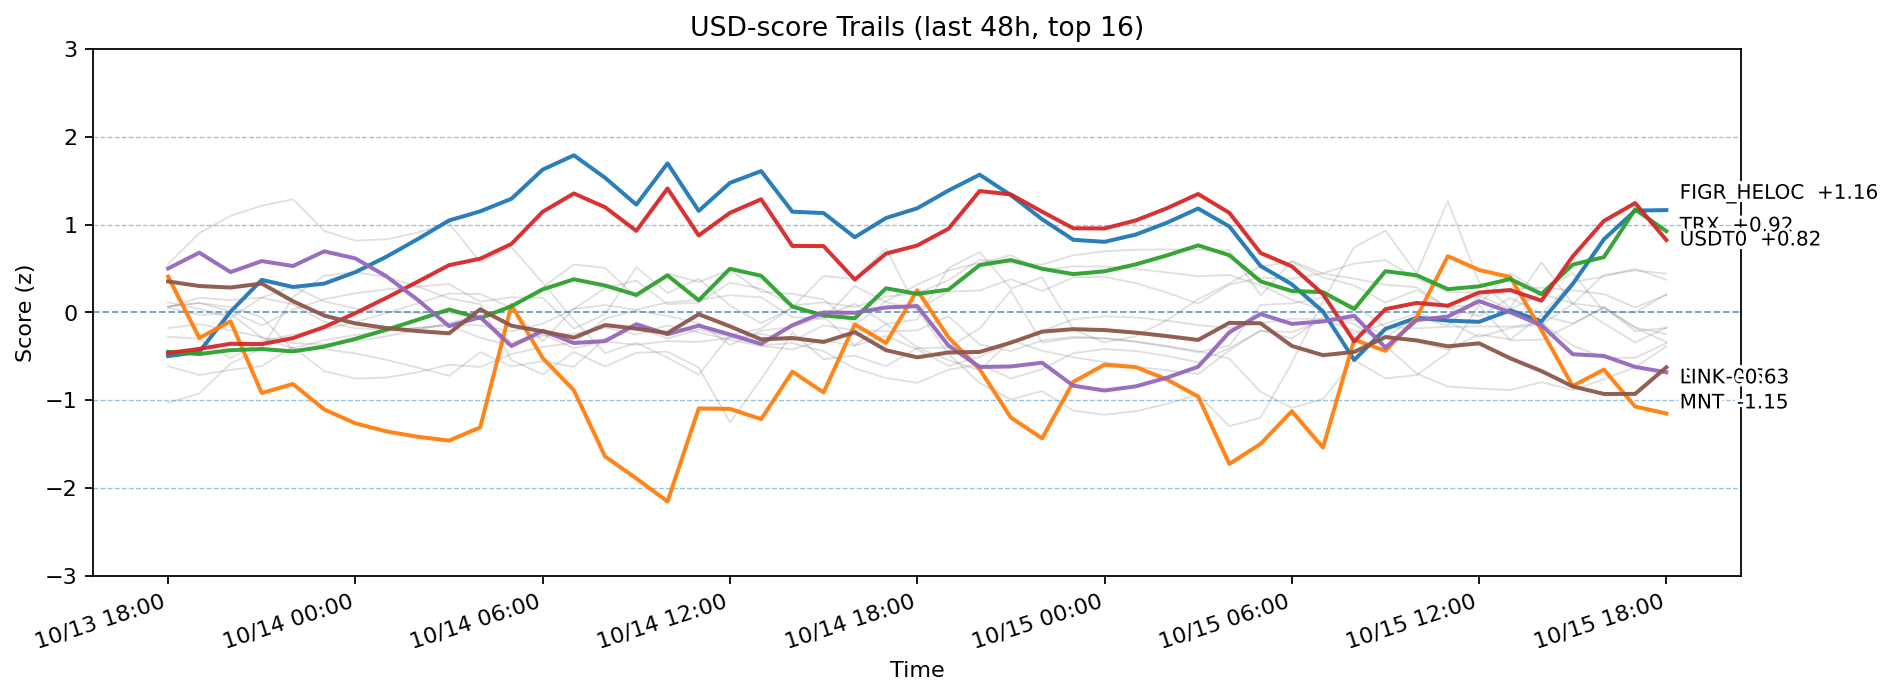 USD-score Trails (last 48h, top 16)
Score (z)
3
2
1
0
−1
−2
−3
FIGR_HELOC +1.16
TRX +0.92
USDT0 +0.82
LINK -0.63
MNT -1.15
10/13 18:00
10/14 00:00
10/14 06:00
10/14 12:00
10/14 18:00
10/15 00:00
10/15 06:00
10/15 12:00
10/15 18:00
Time